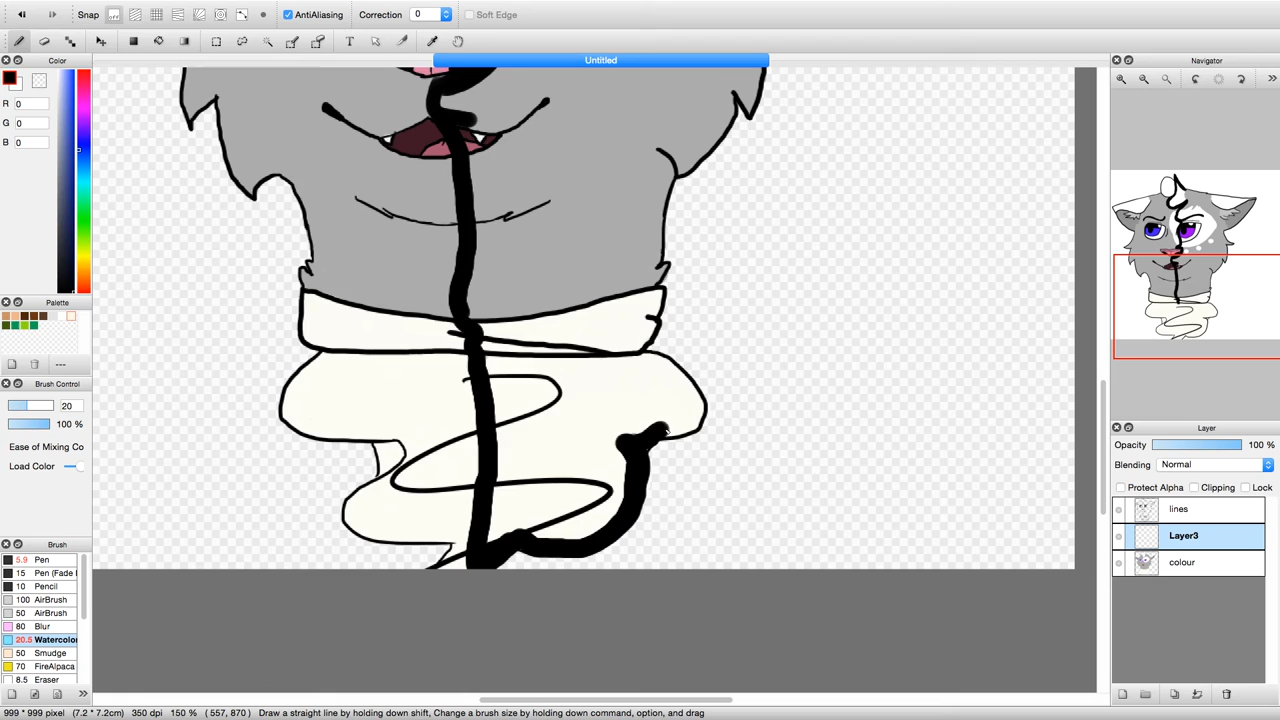 Snap AntiAliasing Correction 0 Soft Edge
Untitled
Color
R 0
G 0
B 0
Palette
---
Brush Control
20
100 %
Ease of Mixing Co
Load Color
Brush
5.9 Pen
15 Pen (Fade
10 Pencil
100 AirBrush
50 AirBrush
80 Blur
20.5 Watercolo
50 Smudge
70 FireAlpaca
8.5 Eraser
Navigator
Layer
Opacity 100 %
Blending Normal
Protect Alpha Clipping Lock
lines
Layer3
colour
999 * 999 pixel (7.2 * 7.2cm) 350 dpi 150 % ( 557, 870 ) Draw a straight line by holding down shift, Change a brush size by holding down command, option, and drag